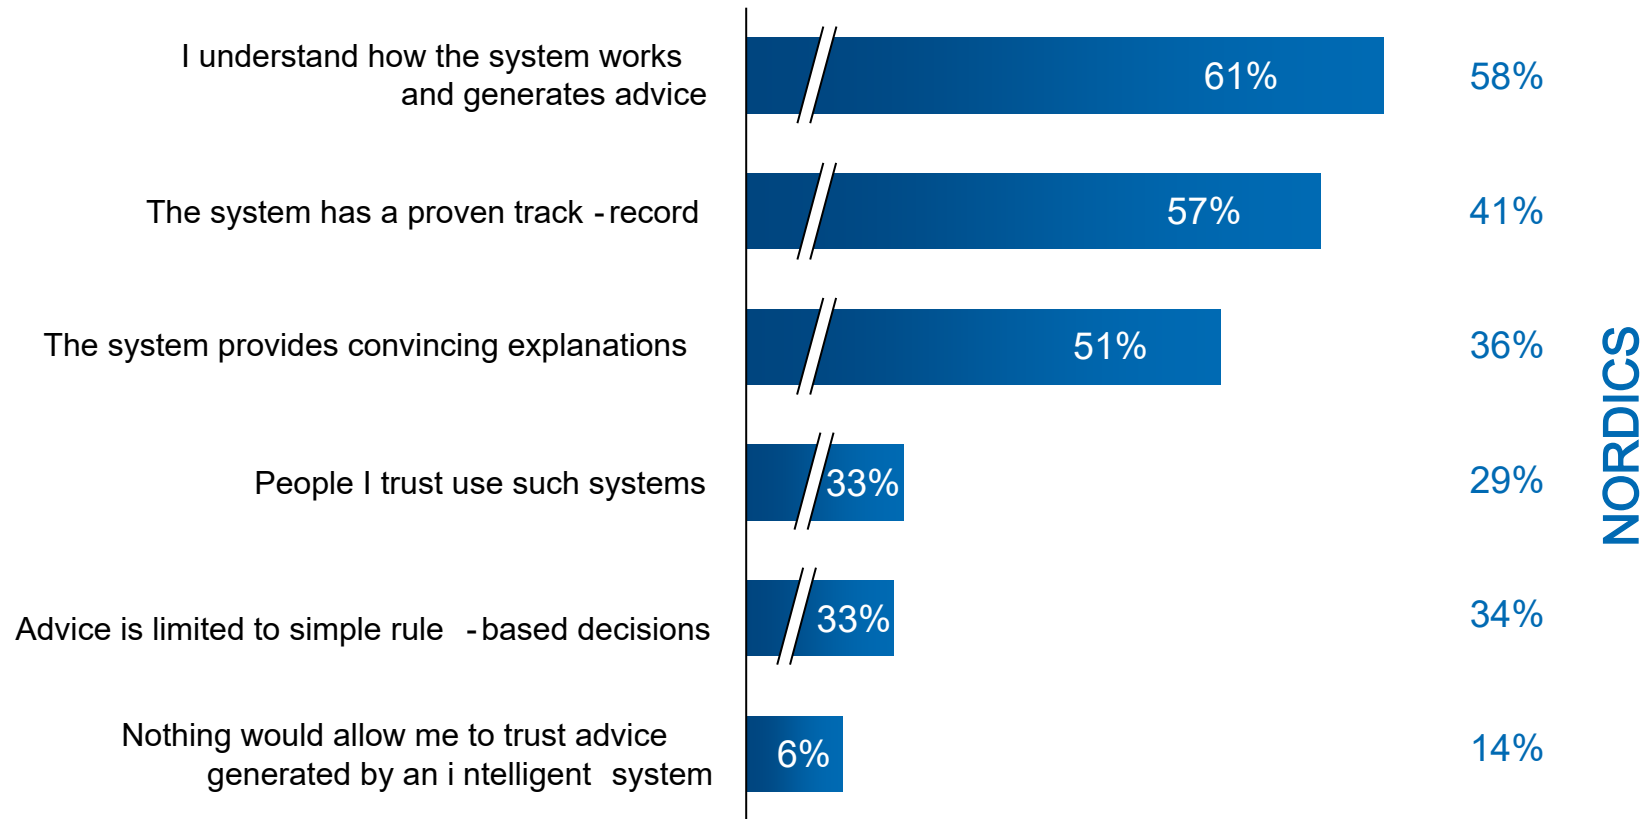 I understand how the system works
and generates advice
61%
58%
The system has a proven track -record
57%
41%
The system provides convincing explanations
51%
36%
People I trust use such systems
33%
29%
Advice is limited to simple rule -based decisions
33%
34%
Nothing would allow me to trust advice
generated by an i ntelligent system
6%
14%
NORDICS